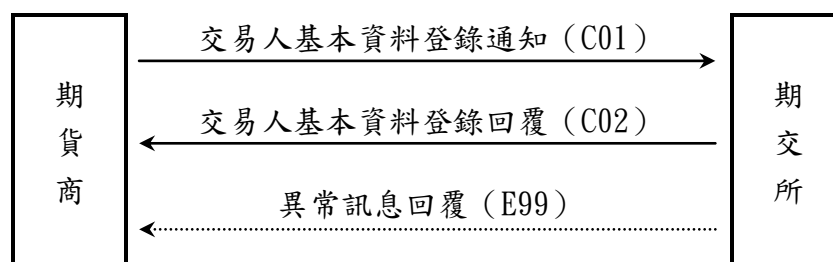 期貨商
交易人基本資料登錄通知（C01）
交易人基本資料登錄回覆（C02）
異常訊息回覆（E99）
期交所